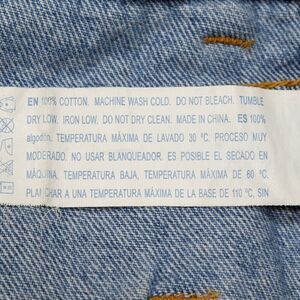 EN 100% COTTON. MACHINE WASH COLD. DO NOT BLEACH. TUMBLE
DRY LOW. IRON LOW. DO NOT DRY CLEAN. MADE IN CHINA. ES 100%
algodón. TEMPERATURA MÁXIMA DE LAVADO 30 ºC. PROCESO MUY
MODERADO. NO USAR BLANQUEADOR. ES POSIBLE EL SECADO EN
MÁQUINA. TEMPERATURA BAJA, TEMPERATURA MÁXIMA DE 60 ºC.
PLANCHAR A UNA TEMPERATURA MÁXIMA DE LA BASE DE 110 ºC, SIN